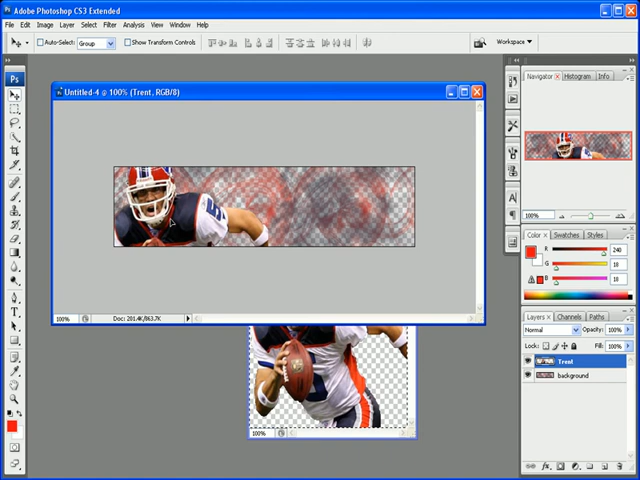 Adobe Photoshop CS3 Extended
File Edit Image Layer Select Filter Analysis View Window Help
Auto-Select: Group Show Transform Controls Workspace
Ps
Untitled-4 @ 100% (Trent, RGB/8)
100% Doc: 201.4K/863.7K
100%
Navigator Histogram Info
100%
Color Swatches Styles
R 240
G 18
B 18
Layers Channels Paths
Normal Opacity: 100%
Lock: Fill: 100%
Trent
background